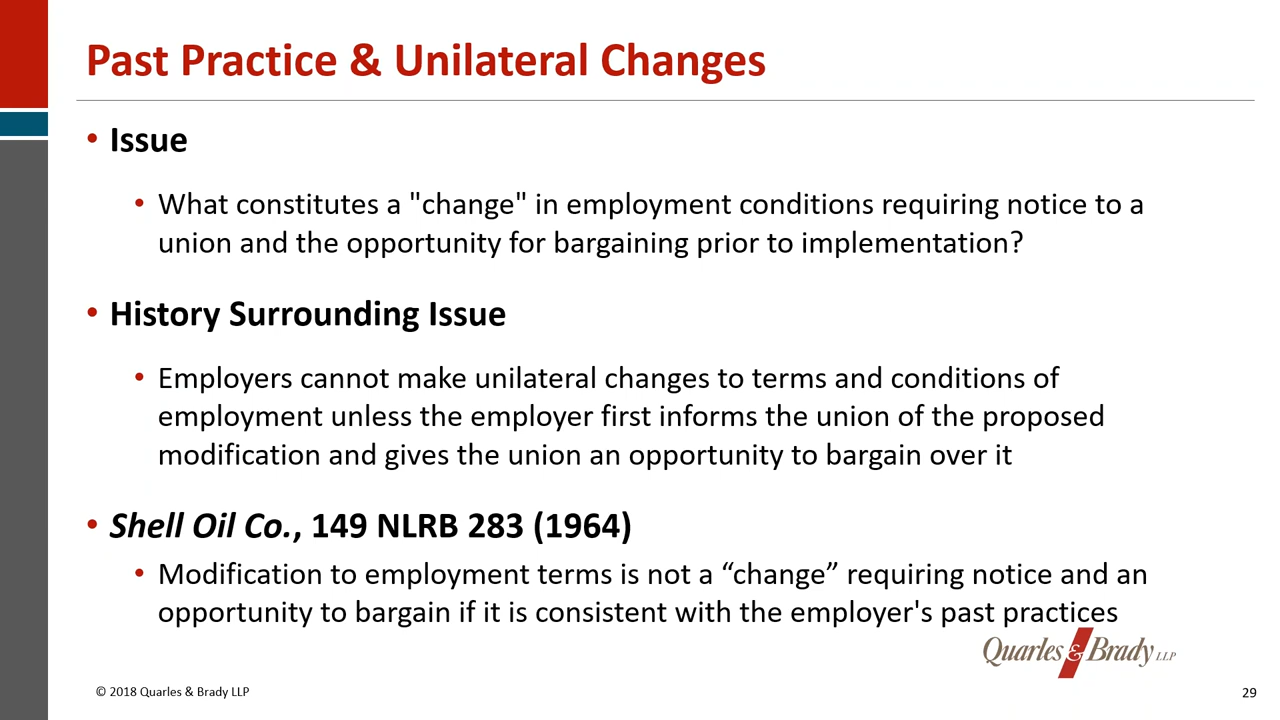 Past Practice & Unilateral Changes
• Issue
• What constitutes a "change" in employment conditions requiring notice to a
union and the opportunity for bargaining prior to implementation?
• History Surrounding Issue
• Employers cannot make unilateral changes to terms and conditions of
employment unless the employer first informs the union of the proposed
modification and gives the union an opportunity to bargain over it
• Shell Oil Co., 149 NLRB 283 (1964)
• Modification to employment terms is not a “change” requiring notice and an
opportunity to bargain if it is consistent with the employer's past practices
Quarles & Brady LLP
© 2018 Quarles & Brady LLP
29